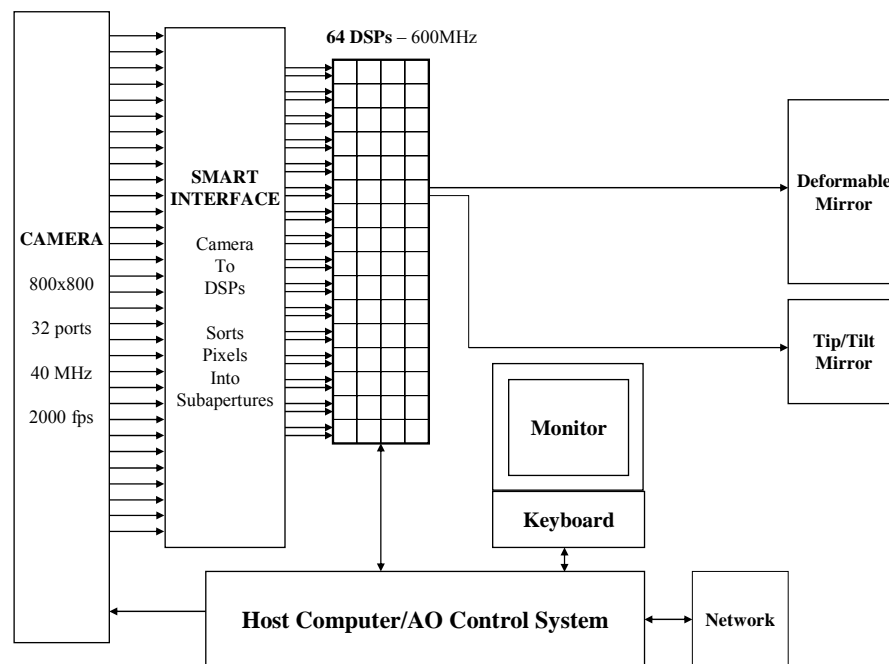 64 DSPs – 600MHz
CAMERA
800x800
32 ports
40 MHz
2000 fps
SMART
INTERFACE
Camera
To
DSPs
Sorts
Pixels
Into
Subapertures
Deformable
Mirror
Tip/Tilt
Mirror
Monitor
Keyboard
Host Computer/AO Control System
Network